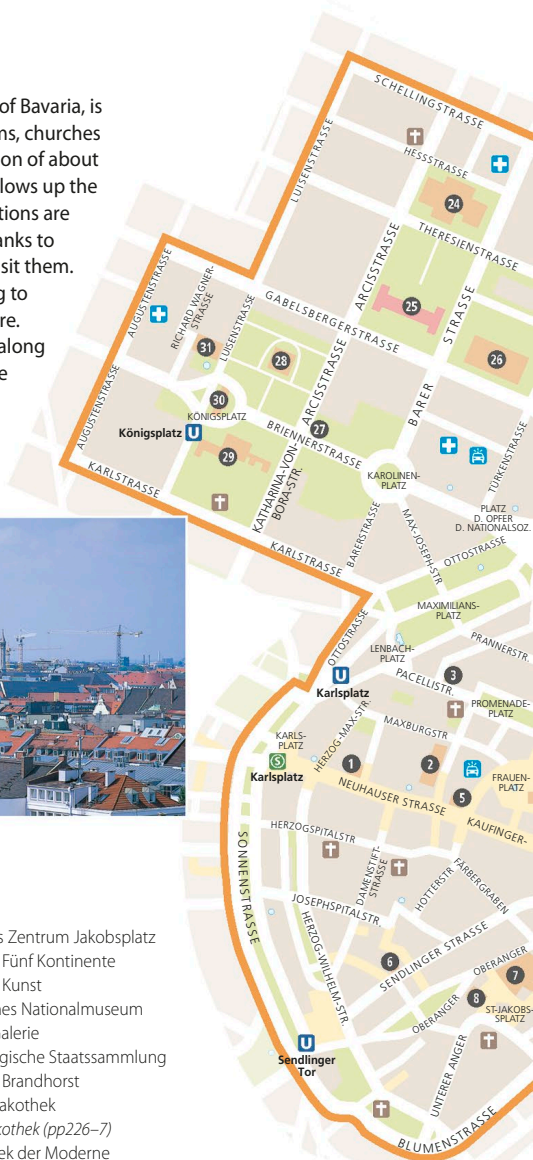 of Bavaria, is
ms, churches
on of about
lows up the
tions are
anks to
sit them.
g to
re.
along
e
SCHELLINGSTRASSE
HESSSTRASSE
LUISENSTRASSE
24
THERESIENSTRASSE
ARCISSTRASSE
25
STRASSE
GABELSBERGERSTRASSE
AUGUSTENSTRASSE
RICHARD WAGNER-
STRASSE
LUISENSTRASSE
31
28
26
ARCISSTRASSE
BARER
30
KÖNIGSPLATZ
27
Königsplatz U
BRIENNERSTRASSE
AUGUSTENSTRASSE
29
KATHARINA-VON-
BORA-STR.
KAROLINEN-
PLATZ
TÜRKENSTRASSE
KARLSTRASSE
PLATZ
D. OPFER
D. NATIONALSOZ.
BARERSTRASSE
MAX-JOSEPH-STR
OTTOSTRASSE
KARLSTRASSE
MAXIMILIANS-
PLATZ
OTTOSTRASSE
LENBACH-
PLATZ
PRANNERSTR.
U
Karlsplatz
PACELLISTR.
3
PROMENADE-
PLATZ
HERZOG-MAX-STR.
MAXBURGSTR
KARLS-
PLATZ
S
Karlsplatz
1
2
FRAUEN-
PLATZ
NEUHAUSER STRASSE
5
KAUFINGER-
SONNENSTRASSE
HERZOGSPITALSTR
DAMENSTIFT-
STRASSE
HOTTERSTR
FÄRBERGRABEN
JOSEPHSPITALSTR.
HERZOG-WILHELM-STR.
6
SENDLINGER STRASSE
OBERANGER
7
8
ST-JAKOBS-
PLATZ
OBERANGER
U
Sendlinger
Tor
UNTERER ANGER
BLUMENSTRASSE
s Zentrum Jakobsplatz
Fünf Kontinente
Kunst
nes Nationalmuseum
alerie
gische Staatssammlung
Brandhorst
akothek
kothek (pp226–7)
ek der Moderne